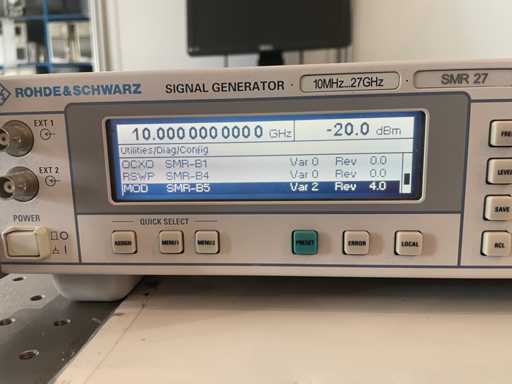 ROHDE&SCHWARZ SIGNAL GENERATOR · 10MHz...27GHz · SMR 27
EXT 1
EXT 2
10.000 000 000 0 GHz -20.0 dBm
Utilities/Diag/Config
OCXO SMR-B1 Var 0 Rev 0.0
RSWP SMR-B4 Var 0 Rev 0.0
MOD SMR-B5 Var 2 Rev 4.0
POWER
QUICK SELECT
ASSIGN MENU1 MENU2 PRESET ERROR LOCAL
FRE
LEVE
SAVE
RCL